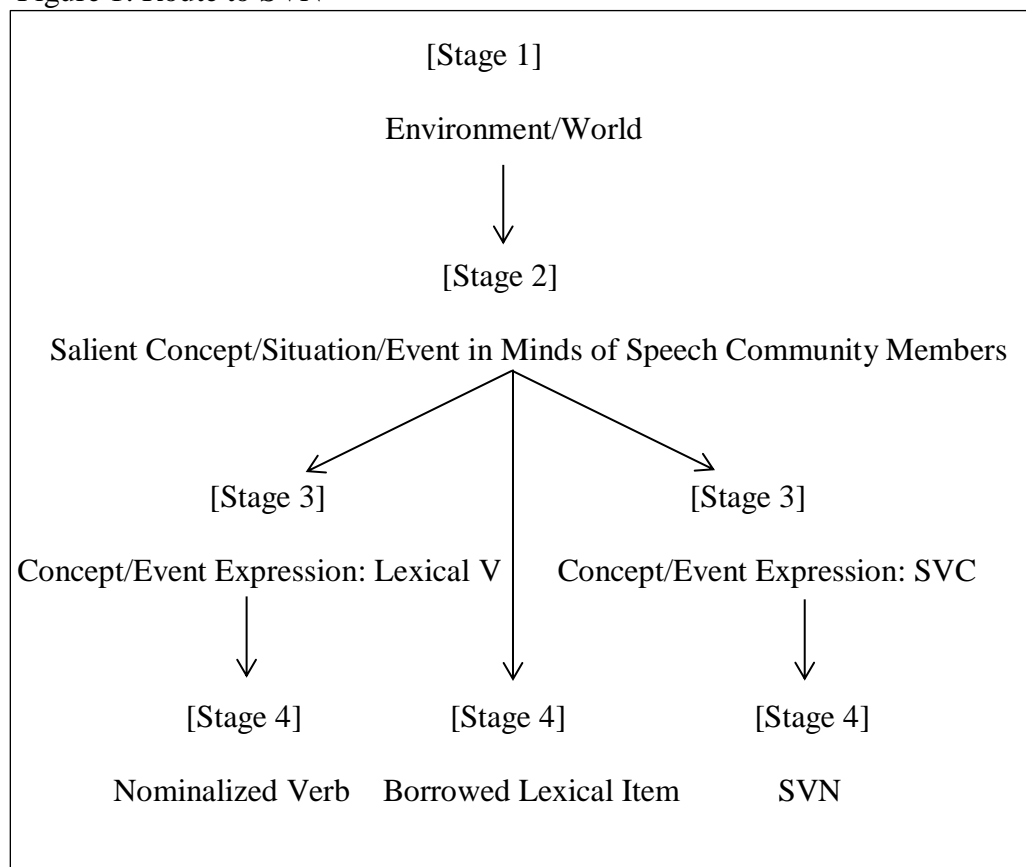 Figure 1: Route to SVN
[Stage 1]
Environment/World
[Stage 2]
Salient Concept/Situation/Event in Minds of Speech Community Members
[Stage 3] [Stage 3]
Concept/Event Expression: Lexical V Concept/Event Expression: SVC
[Stage 4] [Stage 4] [Stage 4]
Nominalized Verb Borrowed Lexical Item SVN